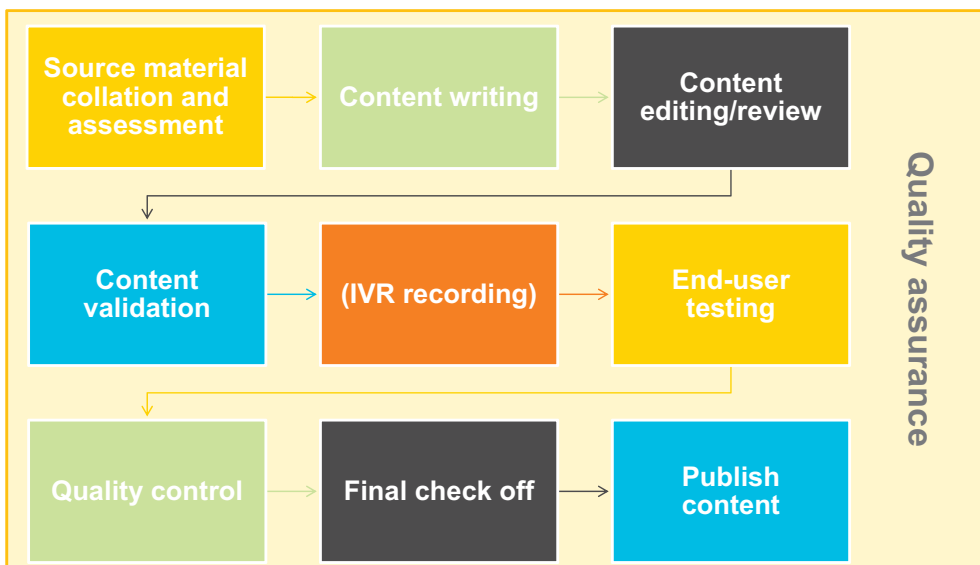 Source material
collation and
assessment
Content writing
Content
editing/review
Content
validation
(IVR recording)
End-user
testing
Quality control
Final check off
Publish
content
Quality assurance